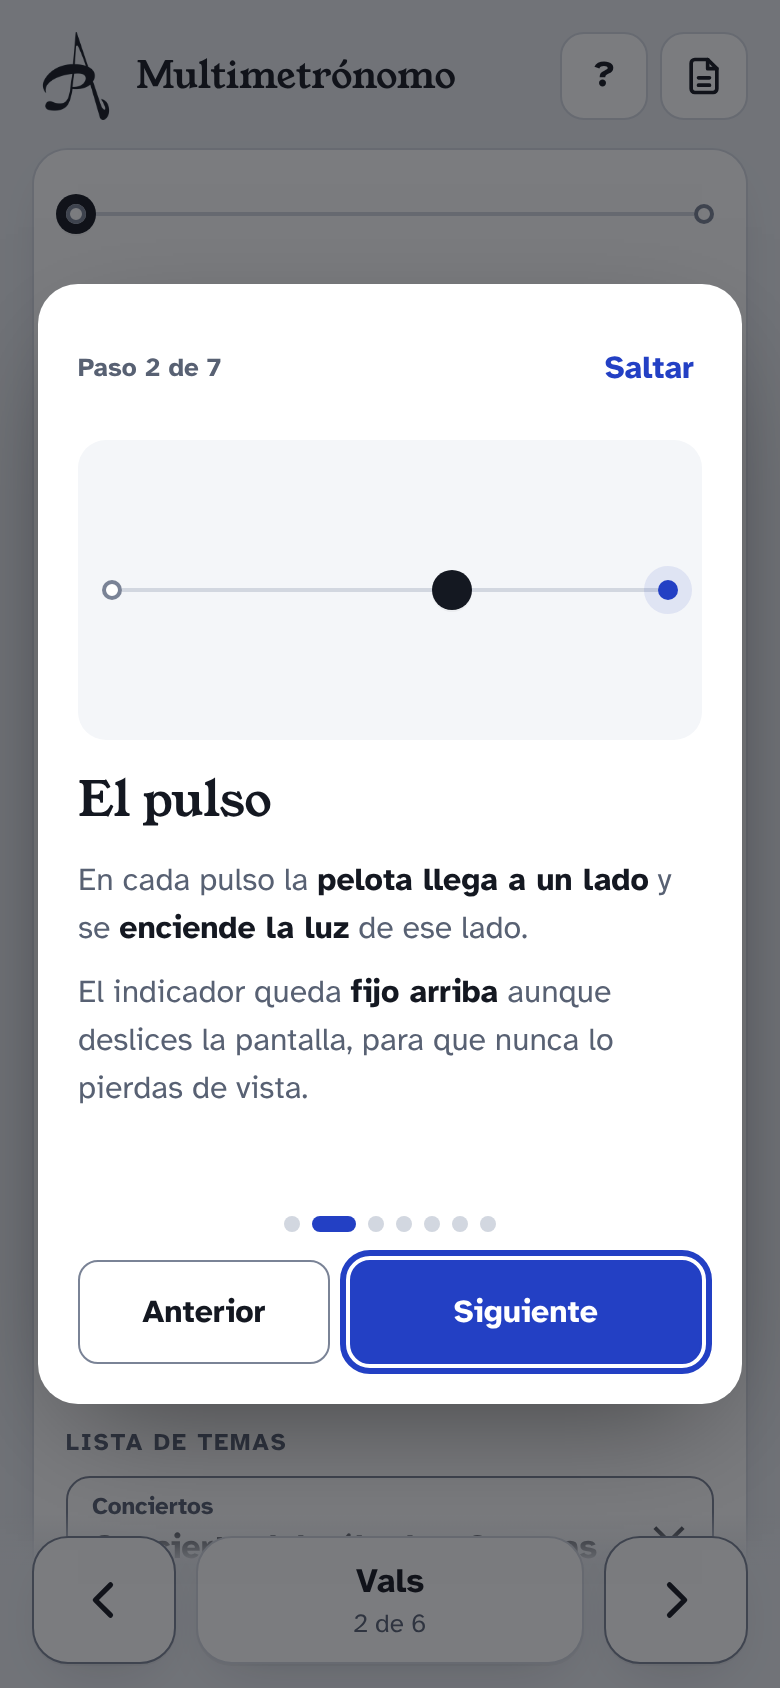 Multimetrónomo
?
Paso 2 de 7
Saltar
El pulso
En cada pulso la pelota llega a un lado y
se enciende la luz de ese lado.
El indicador queda fijo arriba aunque
deslices la pantalla, para que nunca lo
pierdas de vista.
Anterior
Siguiente
LISTA DE TEMAS
Conciertos
Vals
2 de 6